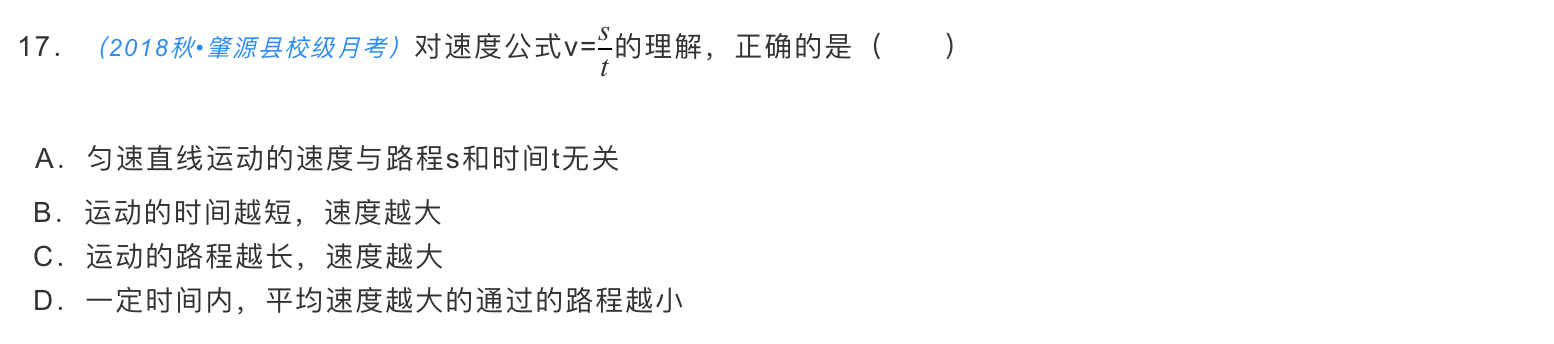 17. （2018秋•肇源县校级月考）对速度公式v=s/t的理解，正确的是（　　）
A. 匀速直线运动的速度与路程s和时间t无关
B. 运动的时间越短，速度越大
C. 运动的路程越长，速度越大
D. 一定时间内，平均速度越大的通过的路程越小